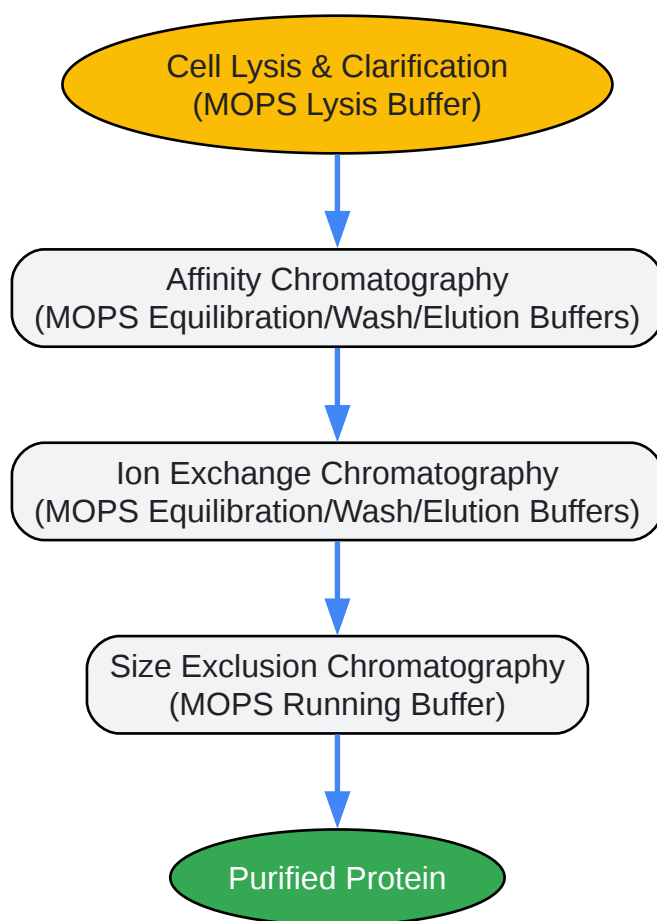 Cell Lysis & Clarification
(MOPS Lysis Buffer)
Affinity Chromatography
(MOPS Equilibration/Wash/Elution Buffers)
Ion Exchange Chromatography
(MOPS Equilibration/Wash/Elution Buffers)
Size Exclusion Chromatography
(MOPS Running Buffer)
Purified Protein